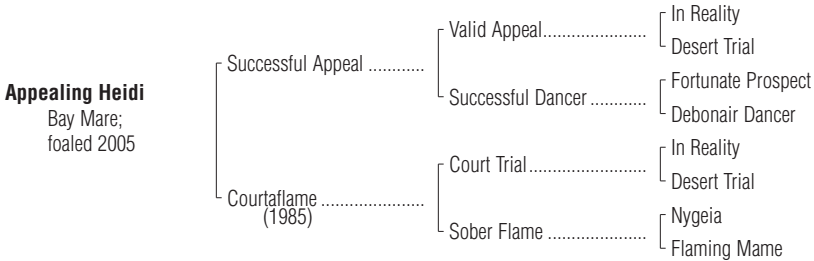 In Reality
Valid Appeal......................
Desert Trial
Successful Appeal ............
Fortunate Prospect
Appealing Heidi
Successful Dancer ............
Bay Mare;
Debonair Dancer
foaled 2005
In Reality
Court Trial.........................
Desert Trial
Courtaflame ......................
(1985)
Nygeia
Sober Flame .....................
Flaming Mame